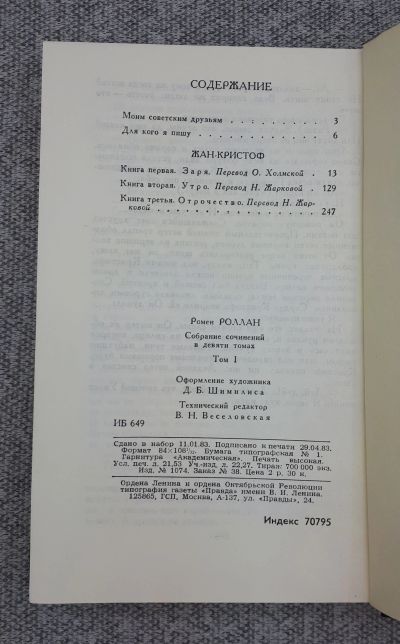 СОДЕРЖАНИЕ
Моим советским друзьям . . . . . . . . 3
Для кого я пишу . . . . . . . . . . . 6
ЖАН-КРИСТОФ
Книга первая. Заря. Перевод О. Холмской . 13
Книга вторая. Утро. Перевод Н. Жарковой . 129
Книга третья. Отрочество. Перевод Н. Жар-
ковой . . . . . . . . . . . . . . . 247
Ромен РОЛЛАН
Собрание сочинений
в девяти томах
Том I
Оформление художника
Д. Б. Шимилиса
Технический редактор
В. Н. Веселовская
ИБ 649
Сдано в набор 11.01.83. Подписано к печати 29.04.83.
Формат 84×108¹/₃₂. Бумага типографская № 1.
Гарнитура «Академическая». Печать высокая.
Усл. печ. л. 21,53 Уч.-изд. л. 22,27. Тираж 700 000 экз.
Изд. № 1074. Заказ № 38. Цена 2 р. 30 к.
Ордена Ленина и ордена Октябрьской Революции
типография газеты «Правда» имени В. И. Ленина.
125865, ГСП, Москва, А-137, ул. «Правды», 24.
Индекс 70795